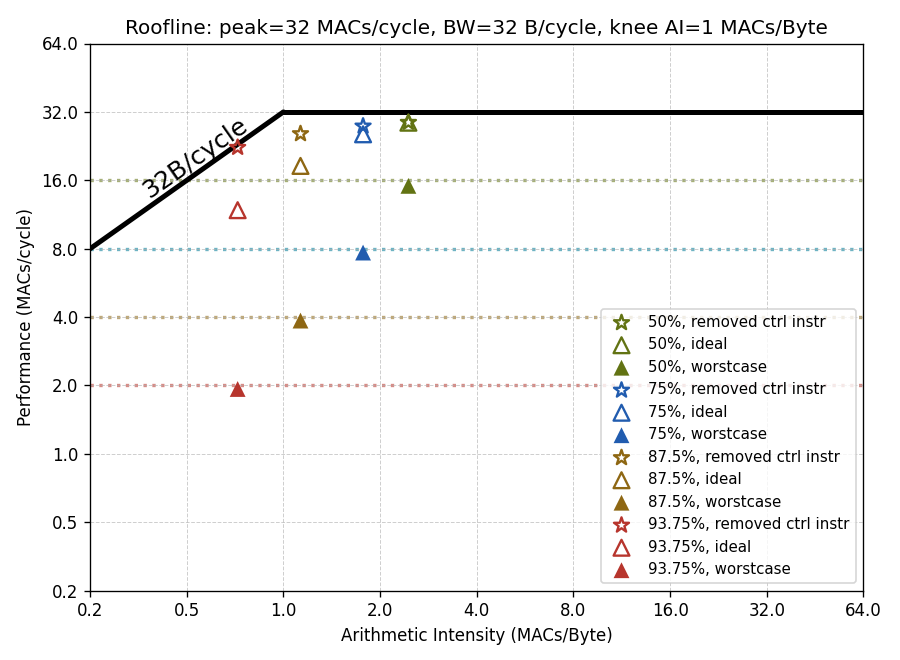 Roofline: peak=32 MACs/cycle, BW=32 B/cycle, knee AI=1 MACs/Byte
64.0
32.0
16.0
8.0
4.0
2.0
1.0
0.5
0.2
Performance (MACs/cycle)
32B/cycle
50%, removed ctrl instr
50%, ideal
50%, worstcase
75%, removed ctrl instr
75%, ideal
75%, worstcase
87.5%, removed ctrl instr
87.5%, ideal
87.5%, worstcase
93.75%, removed ctrl instr
93.75%, ideal
93.75%, worstcase
0.2 0.5 1.0 2.0 4.0 8.0 16.0 32.0 64.0
Arithmetic Intensity (MACs/Byte)